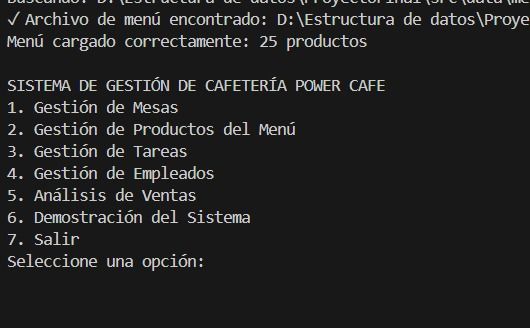 Buscando: D:\Estructura de datos\ProyectoFinal\src\data\me
✓ Archivo de menú encontrado: D:\Estructura de datos\Proye
Menú cargado correctamente: 25 productos
SISTEMA DE GESTIÓN DE CAFETERÍA POWER CAFE
1. Gestión de Mesas
2. Gestión de Productos del Menú
3. Gestión de Tareas
4. Gestión de Empleados
5. Análisis de Ventas
6. Demostración del Sistema
7. Salir
Seleccione una opción: